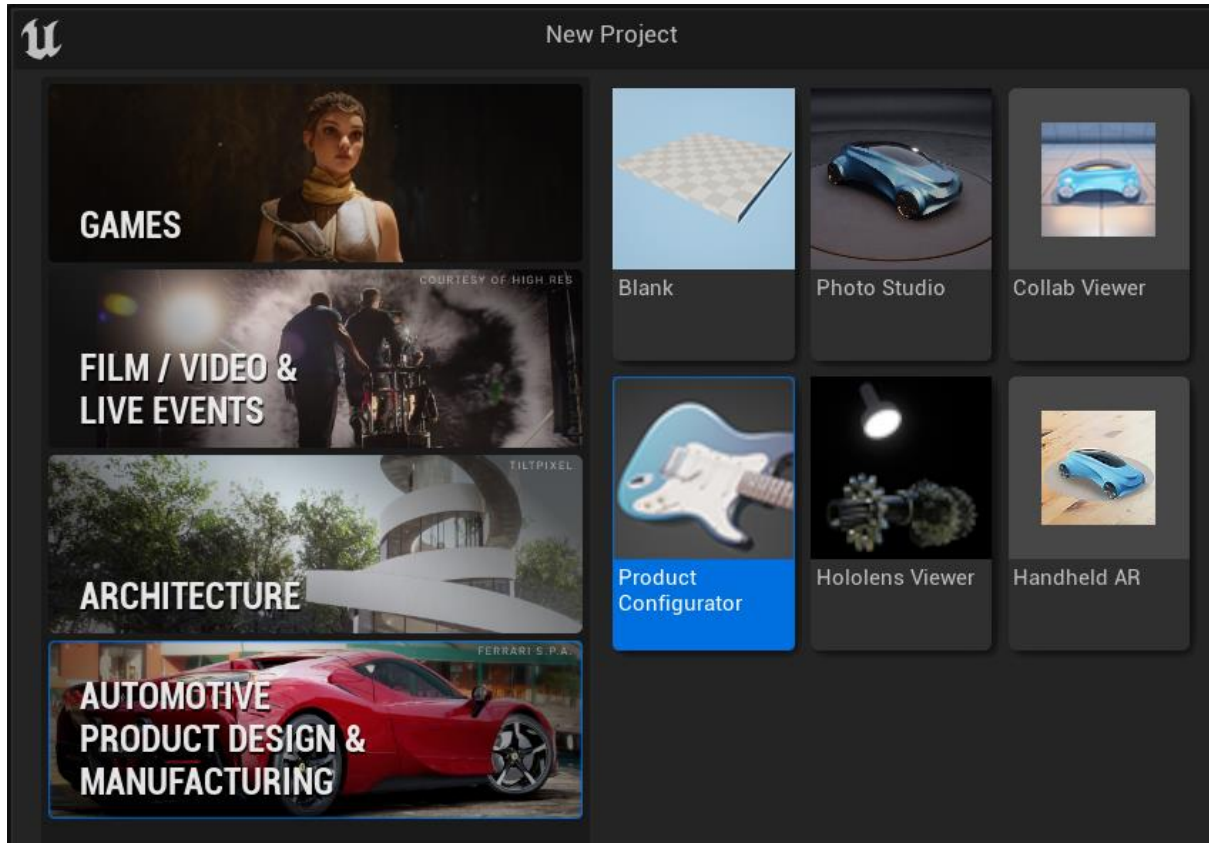 New Project
GAMES
COURTESY OF HIGH RES
FILM / VIDEO &
LIVE EVENTS
TILTPIXEL
ARCHITECTURE
FERRARI S.P.A.
AUTOMOTIVE
PRODUCT DESIGN &
MANUFACTURING
Blank
Photo Studio
Collab Viewer
Product
Configurator
Hololens Viewer
Handheld AR